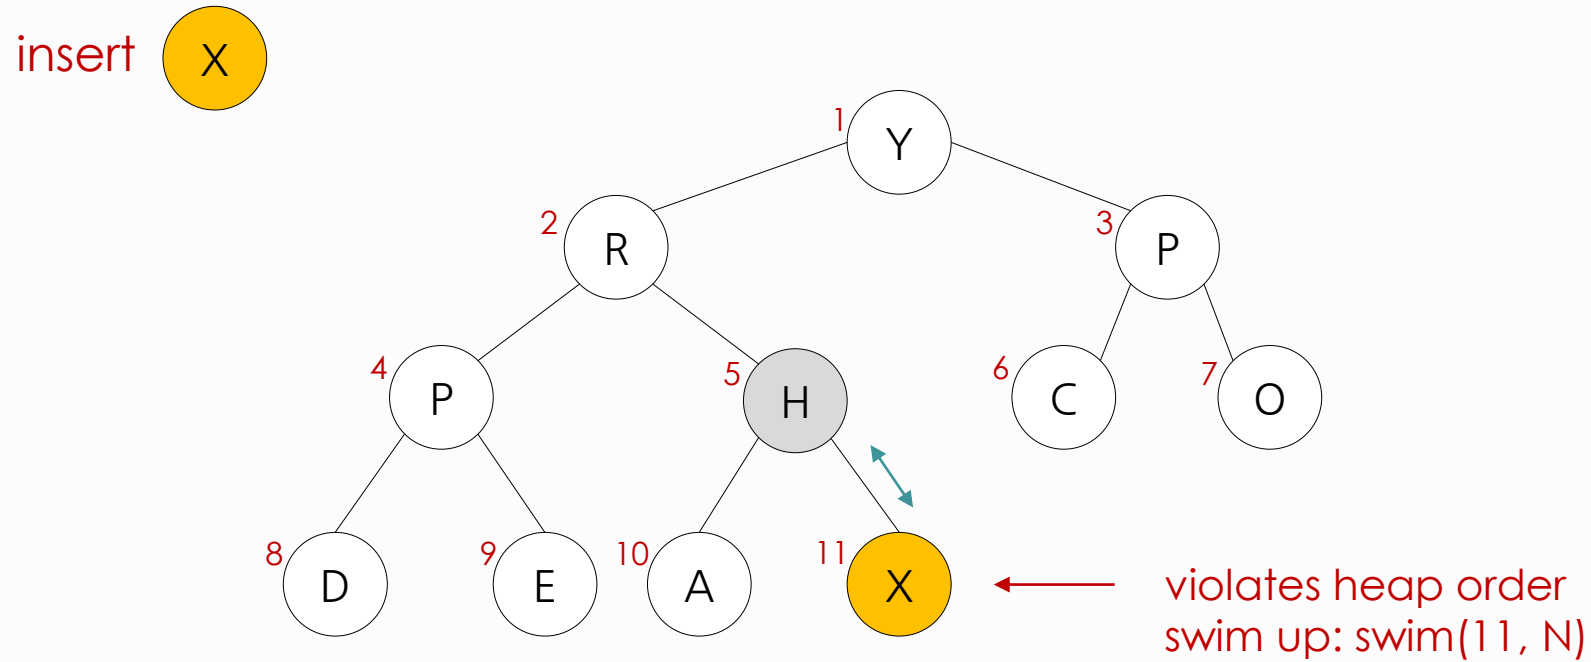 insert X
1 Y
2 R 3 P
4 P 5 H 6 C 7 O
8 D 9 E 10 A 11 X
violates heap order
swim up: swim(11, N)